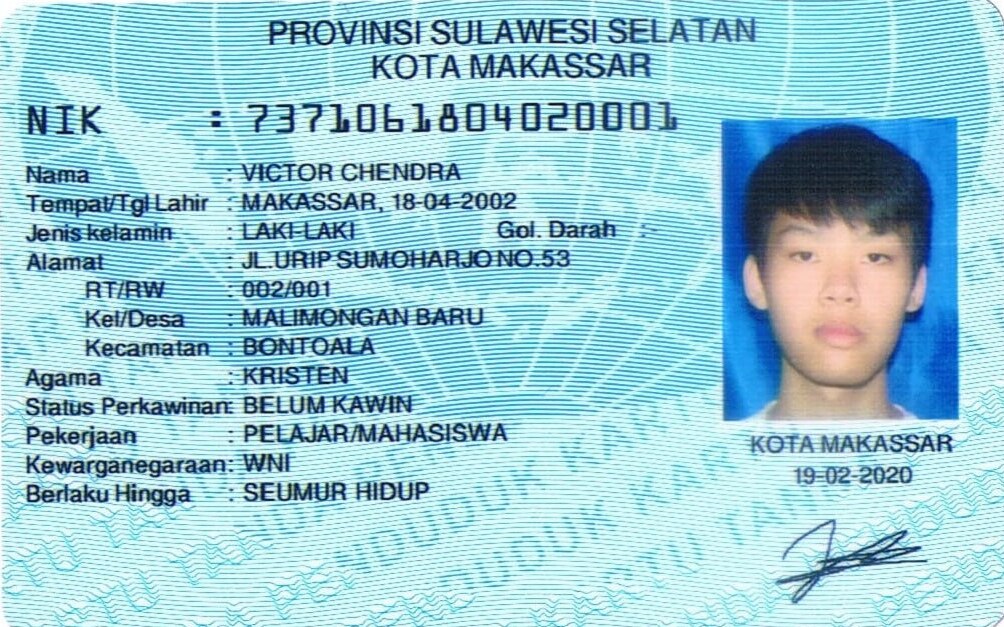 PROVINSI SULAWESI SELATAN
KOTA MAKASSAR
NIK : 7371061804020001
Nama : VICTOR CHENDRA
Tempat/Tgl Lahir : MAKASSAR, 18-04-2002
Jenis kelamin : LAKI-LAKI Gol. Darah :-
Alamat : JL.URIP SUMOHARJO NO.53
RT/RW : 002/001
Kel/Desa : MALIMONGAN BARU
Kecamatan : BONTOALA
Agama : KRISTEN
Status Perkawinan: BELUM KAWIN
Pekerjaan : PELAJAR/MAHASISWA
Kewarganegaraan: WNI
Berlaku Hingga : SEUMUR HIDUP
KOTA MAKASSAR
19-02-2020